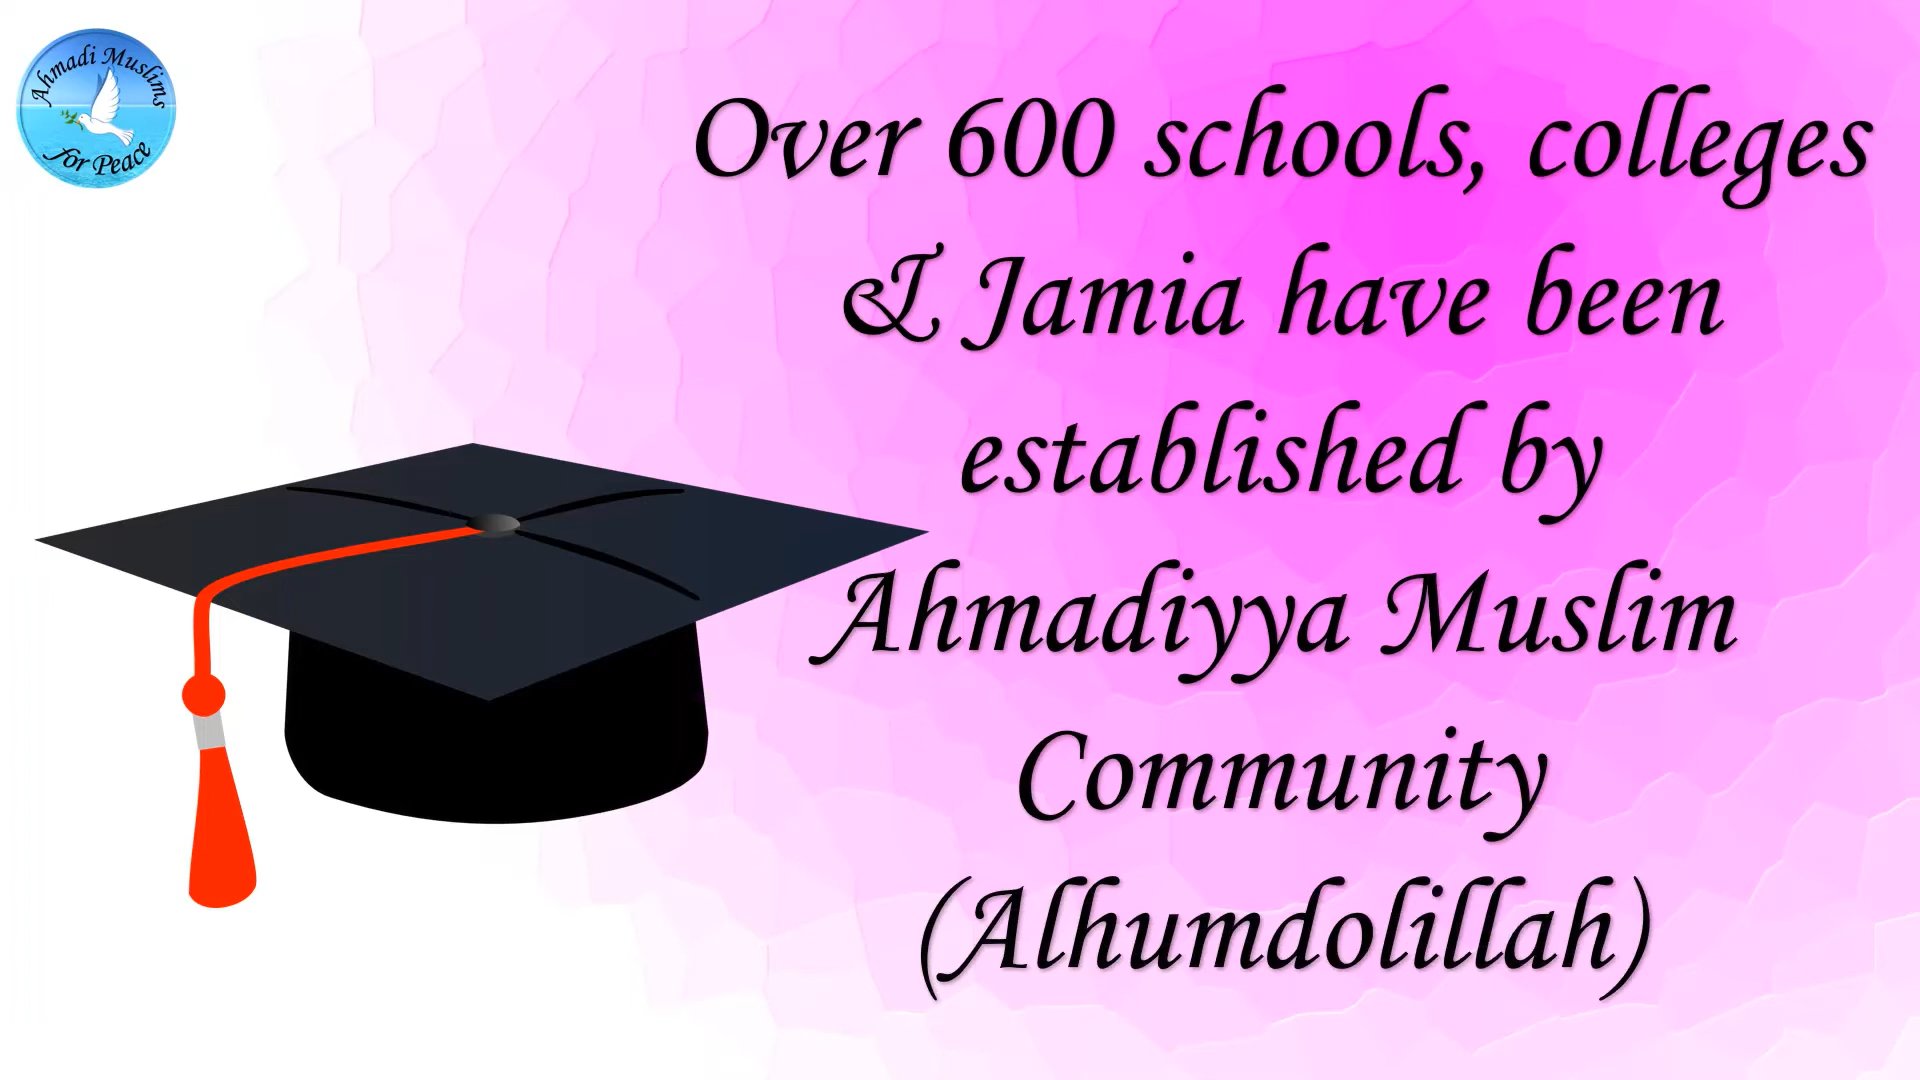 Ahmadi Muslims
for Peace
Over 600 schools, colleges
& Jamia have been
established by
Ahmadiyya Muslim
Community
(Alhumdolillah)